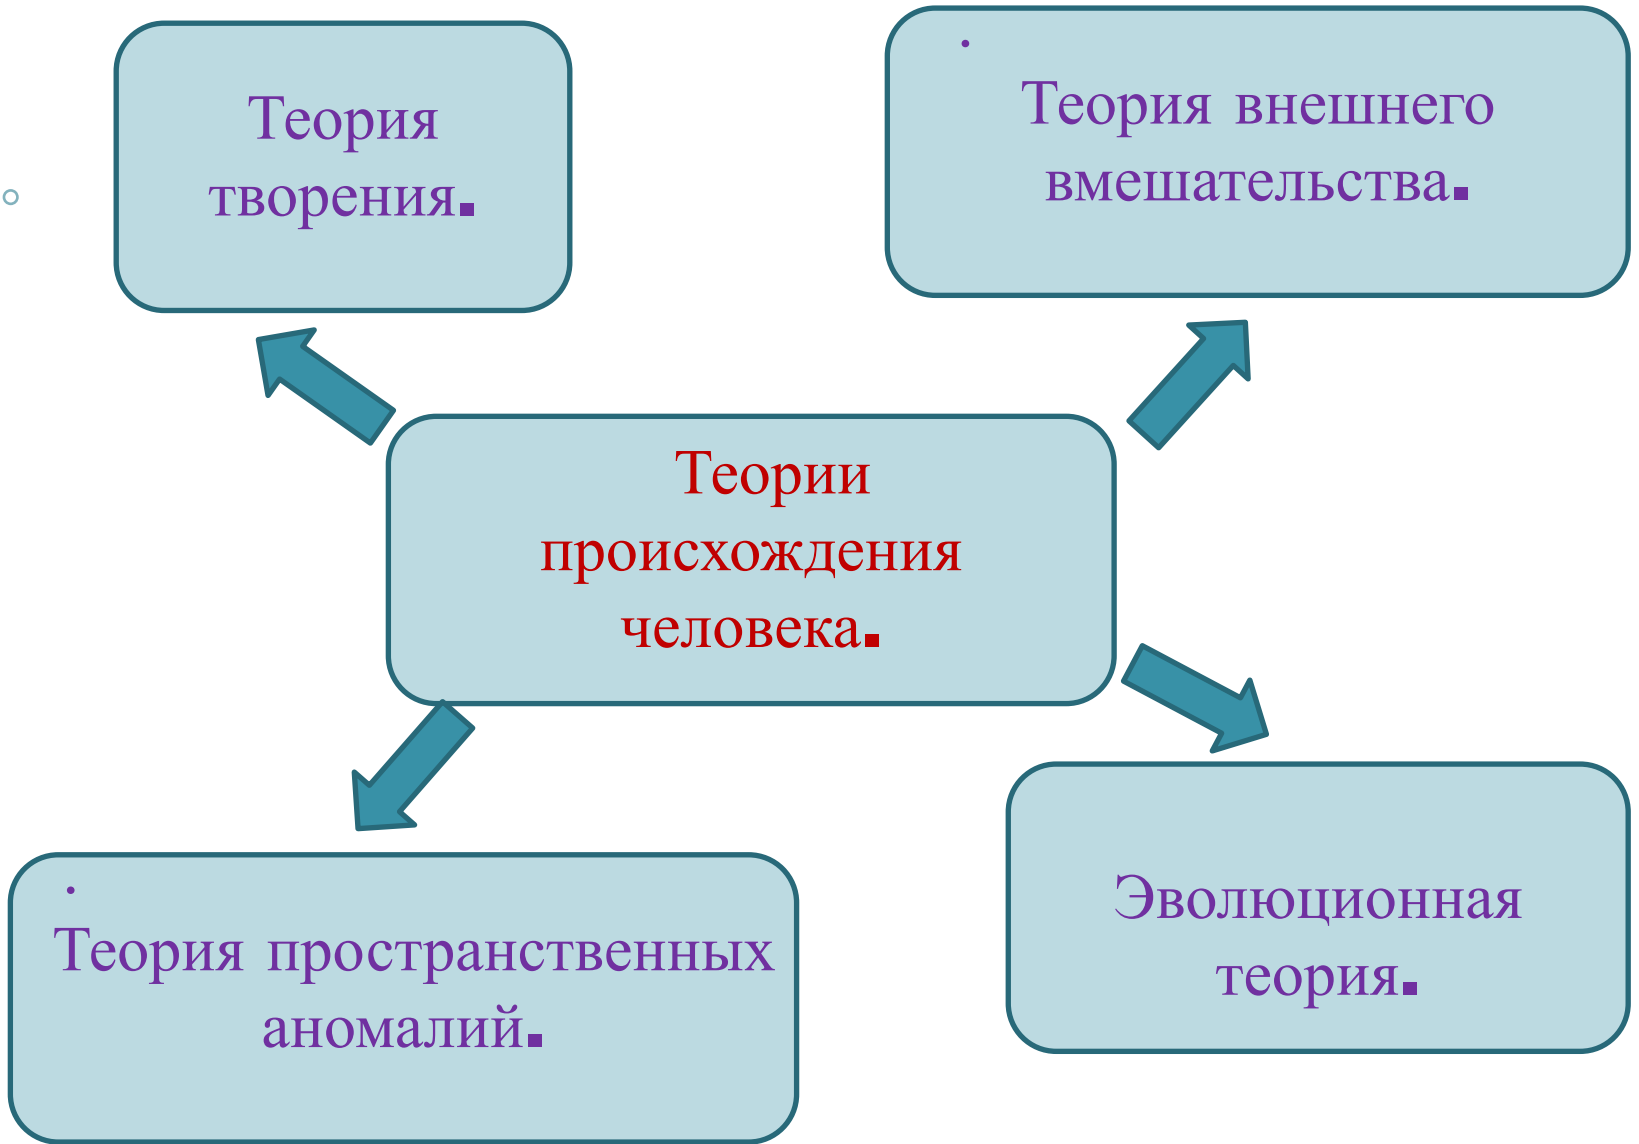 Теория
творения.
Теория внешнего
вмешательства.
Теории
происхождения
человека.
Теория пространственных
аномалий.
Эволюционная
теория.